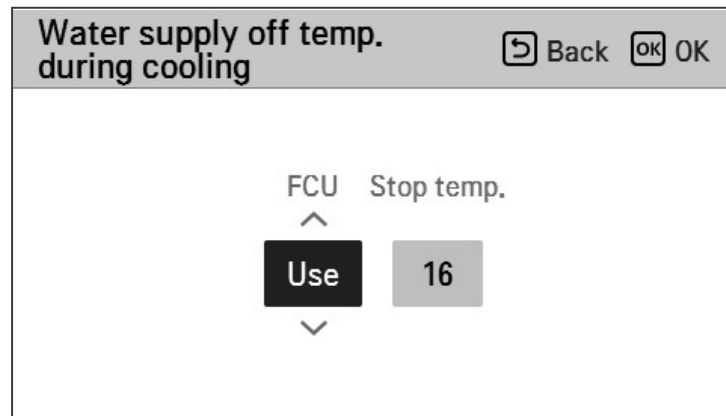 Water supply off temp.
during cooling
Back OK OK
FCU Stop temp.
Use 16